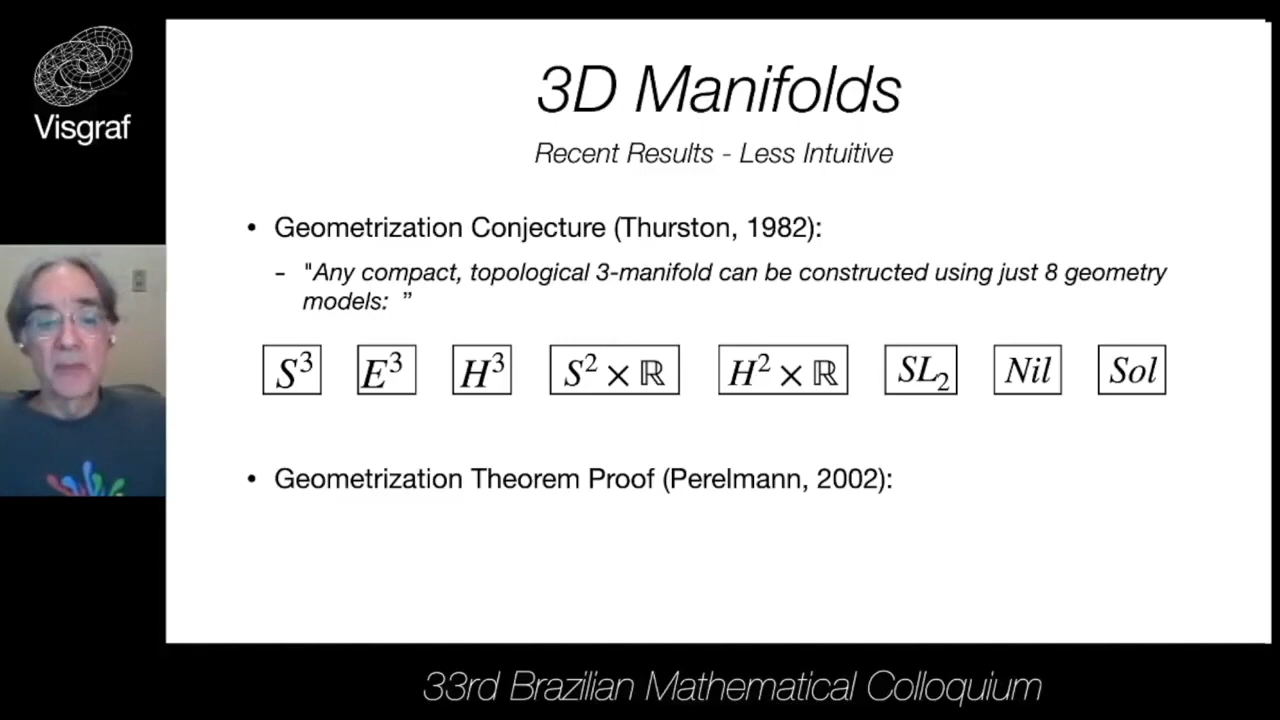 Visgraf
3D Manifolds
Recent Results - Less Intuitive
• Geometrization Conjecture (Thurston, 1982):
- "Any compact, topological 3-manifold can be constructed using just 8 geometry
models: ”
S³ E³ H³ S² × ℝ H² × ℝ SL₂ Nil Sol
• Geometrization Theorem Proof (Perelmann, 2002):
33rd Brazilian Mathematical Colloquium